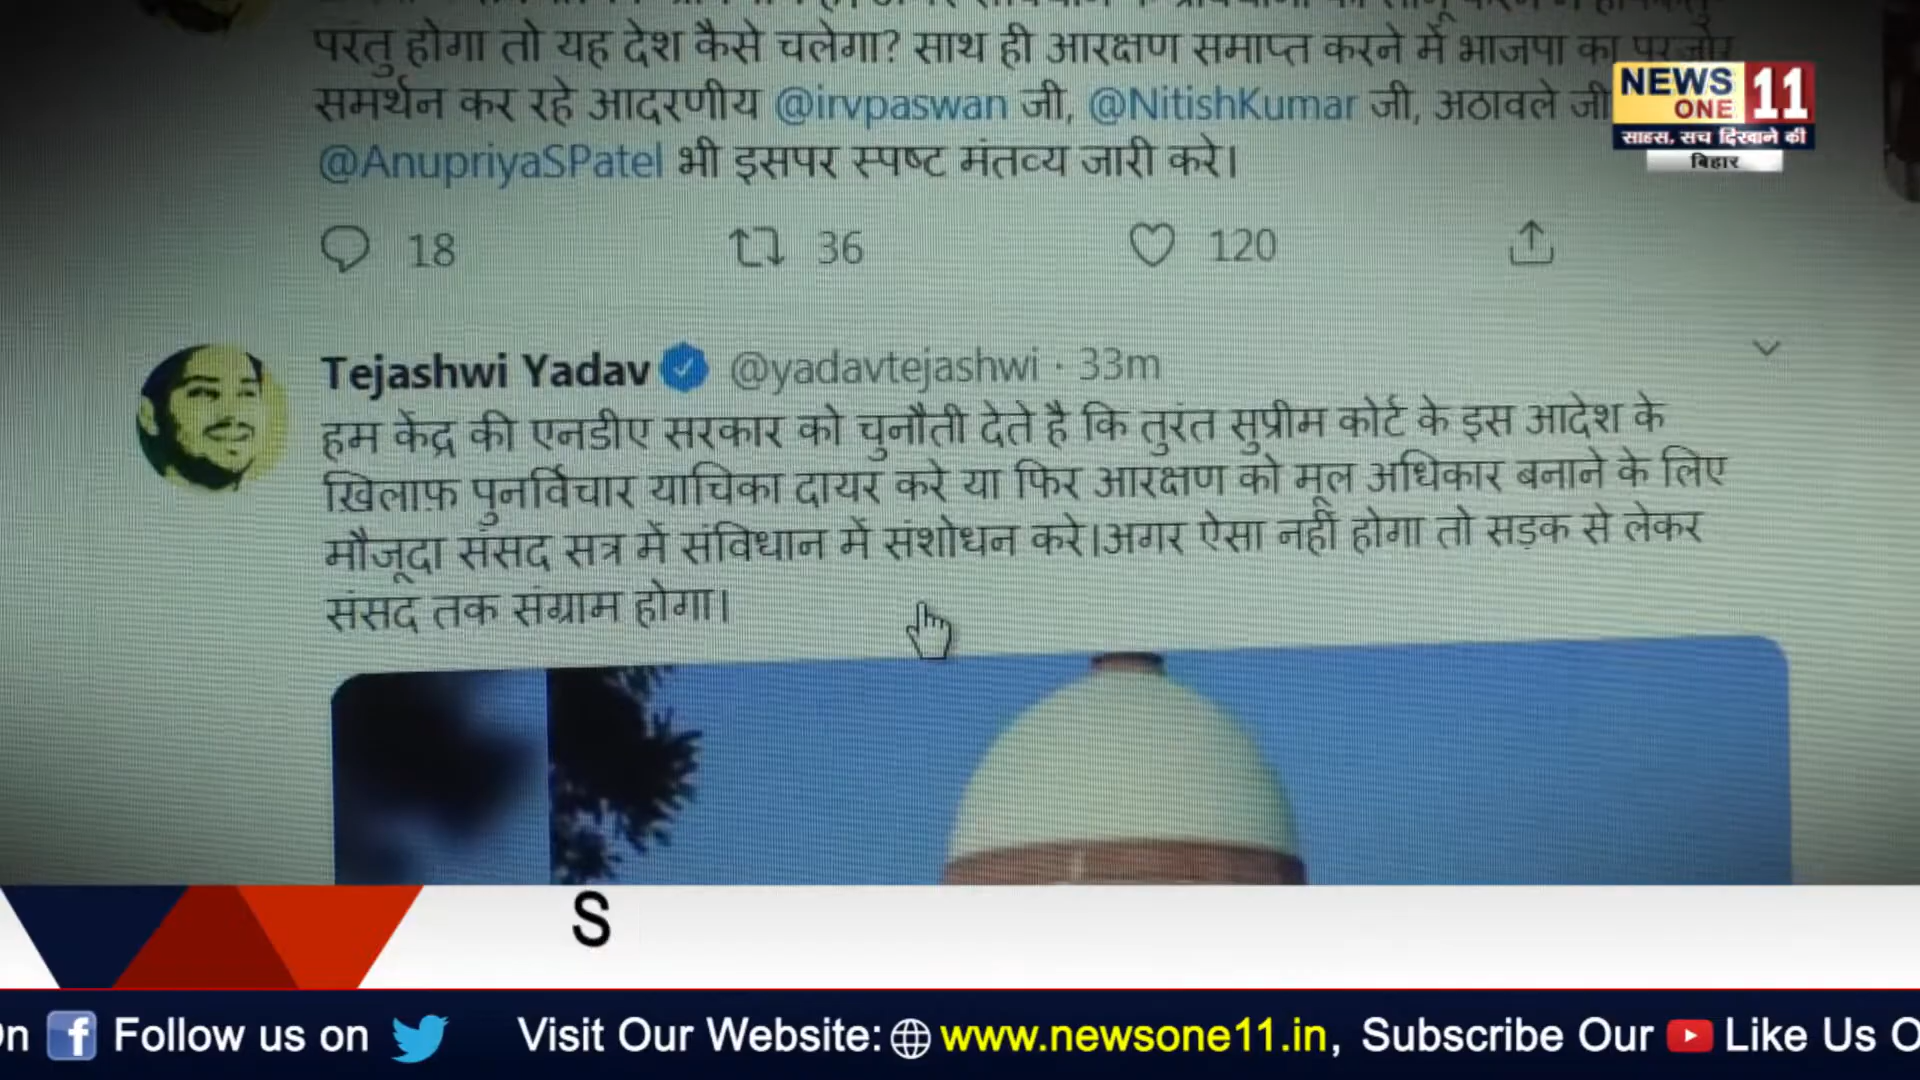 परंतु होगा तो यह देश कैसे चलेगा? साथ ही आरक्षण समाप्त करने में भाजपा का पुरजोर
समर्थन कर रहे आदरणीय @irvpaswan जी, @NitishKumar जी, अठावले जी
@AnupriyaSPatel भी इसपर स्पष्ट मंतव्य जारी करे।
NEWS
ONE 11
साहस, सच दिखाने की
बिहार
18 36 120
Tejashwi Yadav @yadavtejashwi · 33m
हम केंद्र की एनडीए सरकार को चुनौती देते है कि तुरंत सुप्रीम कोर्ट के इस आदेश के
ख़िलाफ़ पुनर्विचार याचिका दायर करे या फिर आरक्षण को मूल अधिकार बनाने के लिए
मौजूदा संसद सत्र में संविधान में संशोधन करे।अगर ऐसा नहीं होगा तो सड़क से लेकर
संसद तक संग्राम होगा।
S
On Follow us on Visit Our Website: www.newsone11.in, Subscribe Our Like Us O